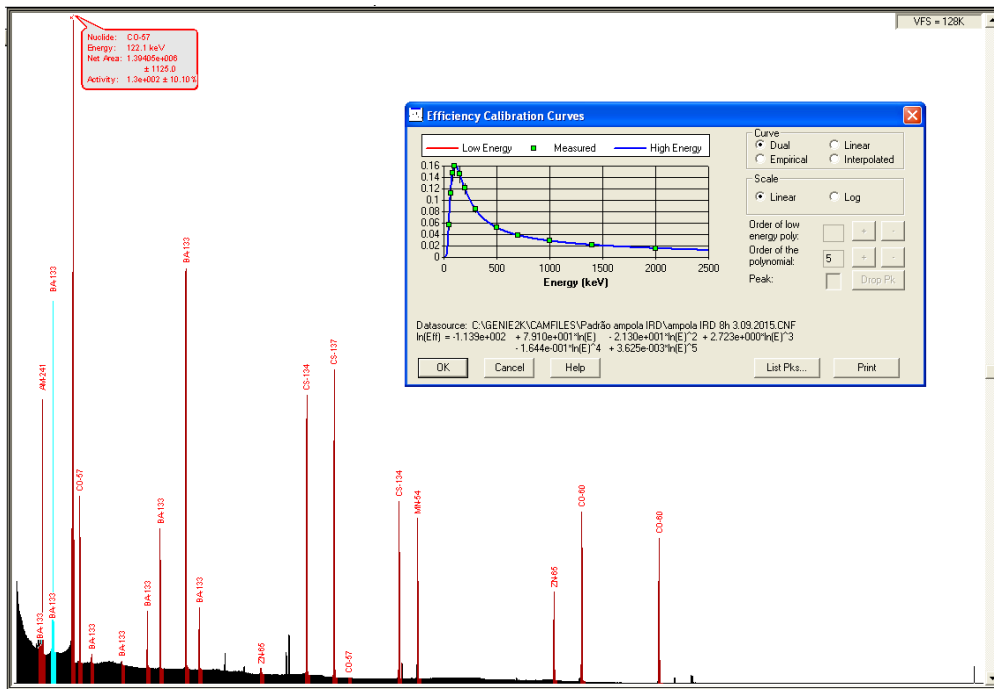 VFS = 128K
Nuclide: CO-57
Energy: 122.1 keV
Net Area: 1.39405e+006
± 1125.0
Activity: 1.3e+002 ± 10.10%
Efficiency Calibration Curves
Low Energy Measured High Energy
0.16
0.14
0.12
0.1
0.08
0.06
0.04
0.02
0
0 500 1000 1500 2000 2500
Energy (keV)
Curve
Dual Linear
Empirical Interpolated
Scale
Linear Log
Order of low
energy poly: + -
Order of the
polynomial: 5 + -
Peak: Drop Pk
Datasource: C:\GENIE2K\CAMFILES\Padrão ampola IRD\ampola IRD 8h 3.09.2015.CNF
ln(Eff) = -1.139e+002 + 7.910e+001*ln(E) - 2.130e+001*ln(E)^2 + 2.723e+000*ln(E)^3
- 1.644e-001*ln(E)^4 + 3.625e-003*ln(E)^5
OK Cancel Help List Pks... Print
BA-133
AM-241
BA-133
BA-133
CO-57
BA-133
BA-133
BA-133
BA-133
BA-133
BA-133
ZN-65
CS-134
CS-137
CO-57
CS-134
MN-54
ZN-65
CO-60
CO-60